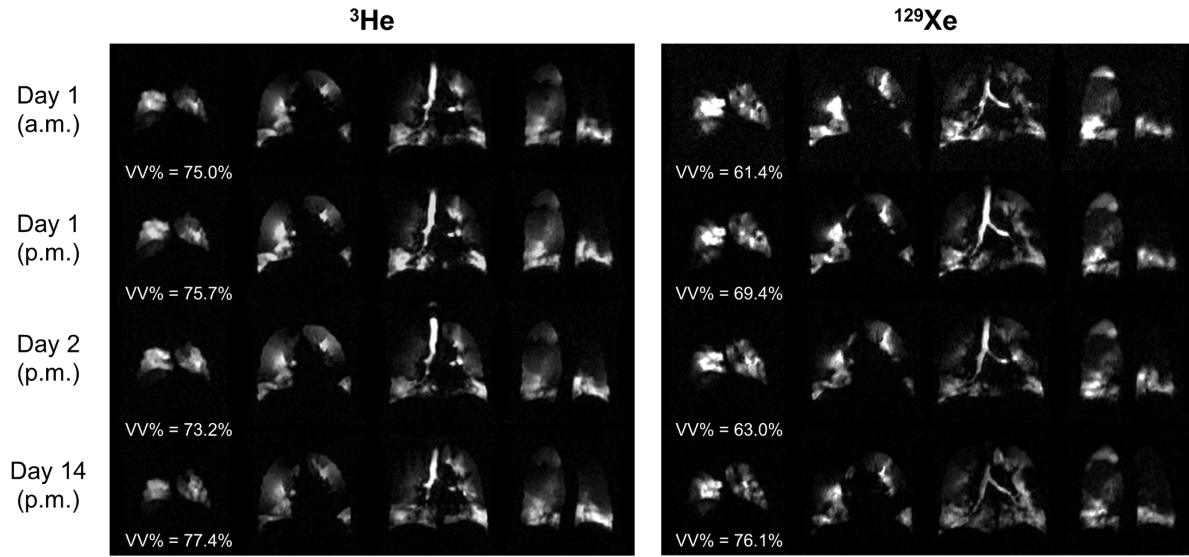 ³He
¹²⁹Xe
Day 1
(a.m.)
VV% = 75.0%
VV% = 61.4%
Day 1
(p.m.)
VV% = 75.7%
VV% = 69.4%
Day 2
(p.m.)
VV% = 73.2%
VV% = 63.0%
Day 14
(p.m.)
VV% = 77.4%
VV% = 76.1%